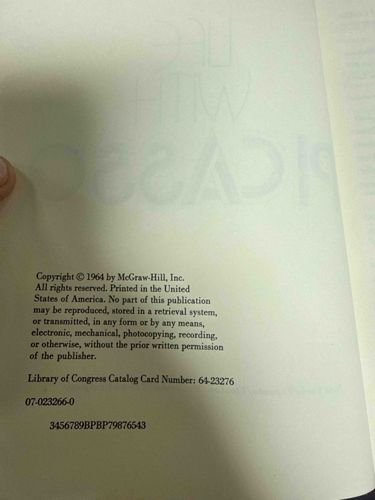 LIFE
WITH
PICASSO
Copyright © 1964 by McGraw-Hill, Inc.
All rights reserved. Printed in the United
States of America. No part of this publication
may be reproduced, stored in a retrieval system,
or transmitted, in any form or by any means,
electronic, mechanical, photocopying, recording,
or otherwise, without the prior written permission
of the publisher.
Library of Congress Catalog Card Number: 64-23276
07-023266-0
3456789BPBP79876543